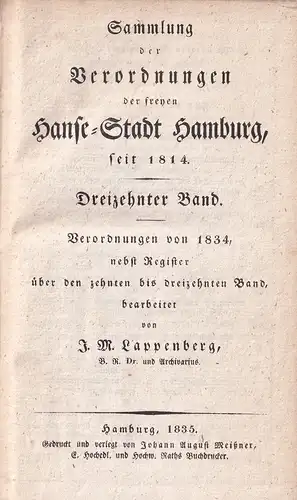 Sammlung
der
Verordnungen
der freyen
Hanse-Stadt Hamburg,
seit 1814.
Dreizehnter Band.
Verordnungen von 1834,
nebst Register
über den zehnten bis dreizehnten Band,
bearbeitet
von
J. M. Lappenberg,
B. R. Dr. und Archivarius.
Hamburg, 1835.
Gedruckt und verlegt von Johann August Meißner,
E. Hochedl. und Hochw. Raths Buchdrucker.